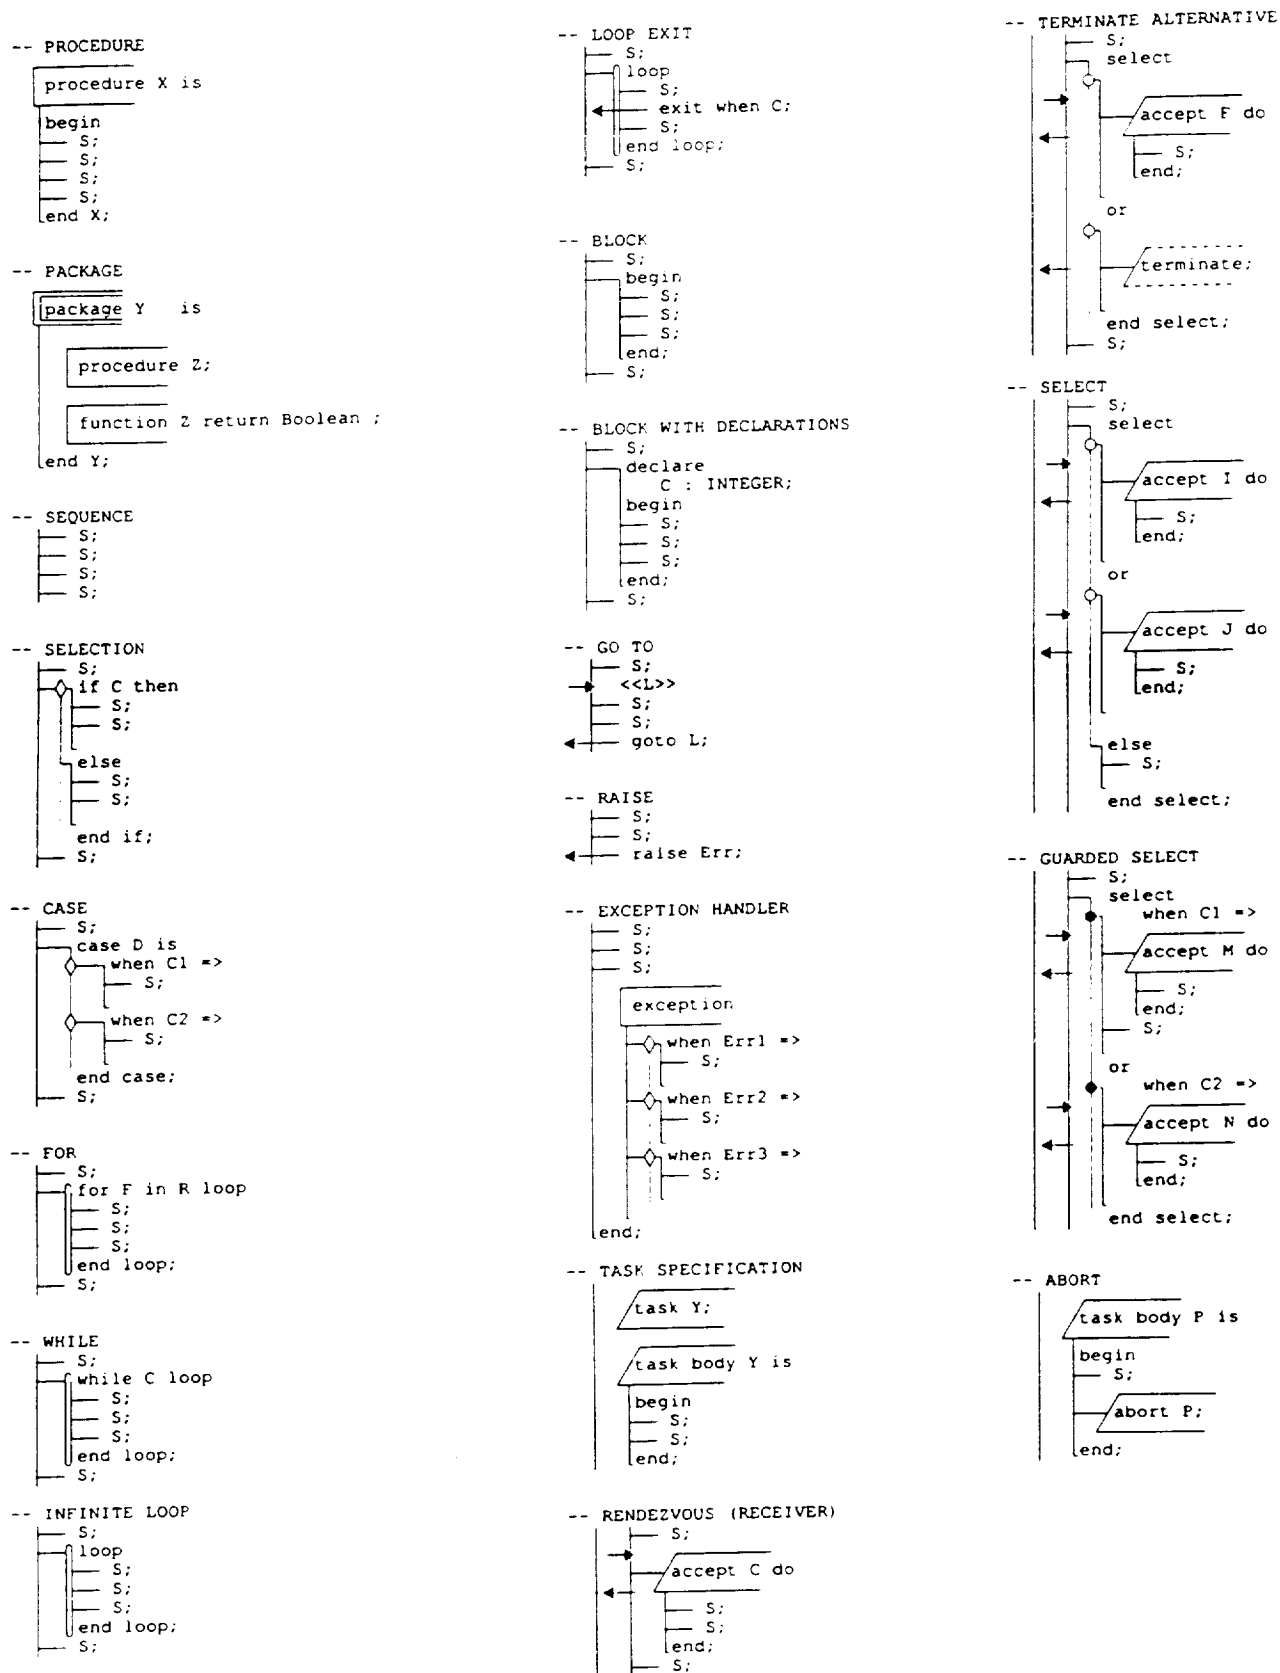 -- PROCEDURE
procedure X is
begin
S;
S;
S;
S;
end X;
-- PACKAGE
package Y is
procedure Z;
function Z return Boolean ;
end Y;
-- SEQUENCE
S;
S;
S;
S;
-- SELECTION
S;
if C then
S;
S;
else
S;
S;
end if;
S;
-- CASE
S;
case D is
when C1 =>
S;
when C2 =>
S;
end case;
S;
-- FOR
S;
for F in R loop
S;
S;
S;
end loop;
S;
-- WHILE
S;
while C loop
S;
S;
S;
end loop;
S;
-- INFINITE LOOP
S;
loop
S;
S;
S;
end loop;
S;
-- LOOP EXIT
S;
loop
S;
exit when C;
S;
end loop;
S;
-- BLOCK
S;
begin
S;
S;
S;
end;
S;
-- BLOCK WITH DECLARATIONS
S;
declare
C : INTEGER;
begin
S;
S;
S;
end;
S;
-- GO TO
S;
<<L>>
S;
S;
goto L;
-- RAISE
S;
S;
raise Err;
-- EXCEPTION HANDLER
S;
S;
S;
exception
when Err1 =>
S;
when Err2 =>
S;
when Err3 =>
S;
end;
-- TASK SPECIFICATION
task Y;
task body Y is
begin
S;
S;
end;
-- RENDEZVOUS (RECEIVER)
S;
accept C do
S;
S;
end;
S;
-- TERMINATE ALTERNATIVE
S;
select
accept F do
S;
end;
or
terminate;
end select;
S;
-- SELECT
S;
select
accept I do
S;
end;
or
accept J do
S;
end;
else
S;
end select;
-- GUARDED SELECT
S;
select
when C1 =>
accept M do
S;
end;
S;
or
when C2 =>
accept N do
S;
end;
end select;
-- ABORT
task body P is
begin
S;
abort P;
end;